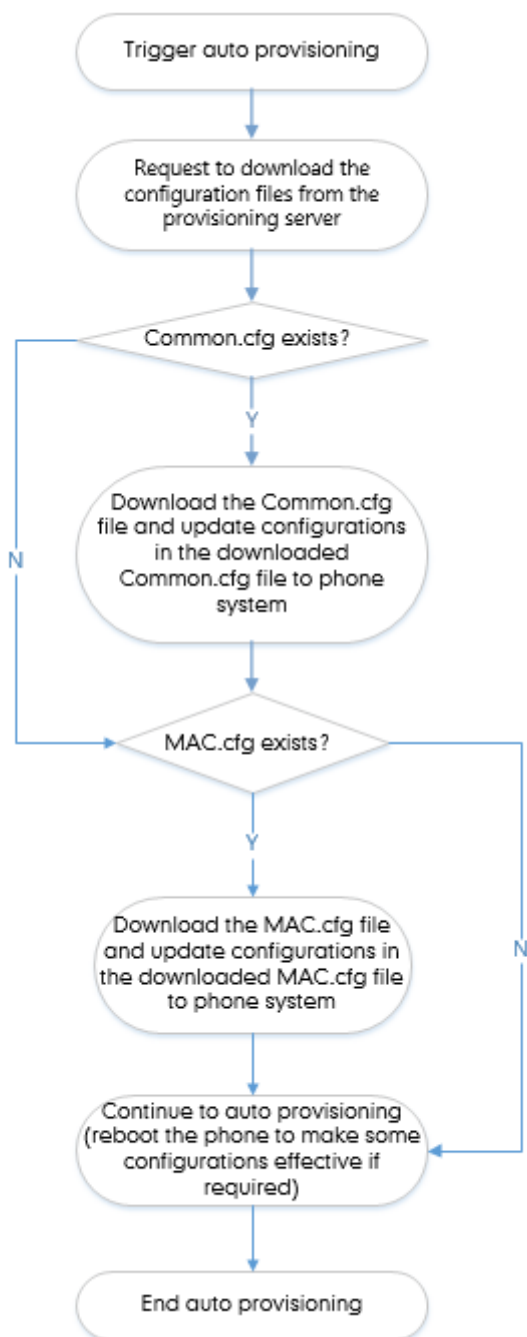 Trigger auto provisioning
Request to download the
configuration files from the
provisioning server
Common.cfg exists?
Y
Download the Common.cfg
file and update configurations
in the downloaded
Common.cfg file to phone
system
N
MAC.cfg exists?
Y
Download the MAC.cfg file
and update configurations in
the downloaded MAC.cfg file
to phone system
N
Continue to auto provisioning
(reboot the phone to make some
configurations effective if
required)
End auto provisioning